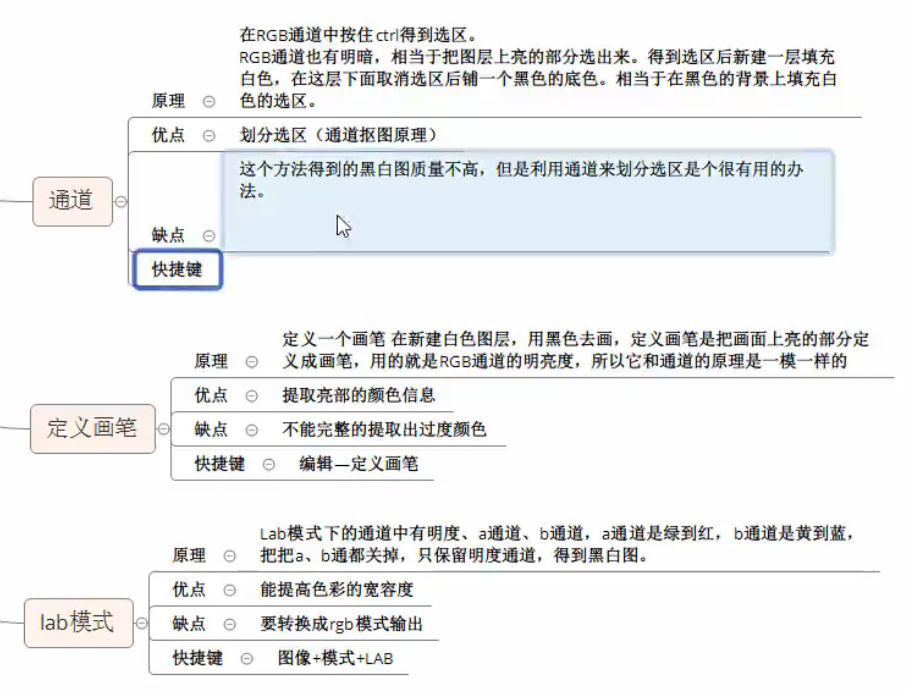 在RGB通道中按住ctrl得到选区。
RGB通道也有明暗，相当于把图层上亮的部分选出来。得到选区后新建一层填充
白色，在这层下面取消选区后铺一个黑色的底色。相当于在黑色的背景上填充白
色的选区。
原理
优点
划分选区（通道抠图原理）
通道
这个方法得到的黑白图质量不高，但是利用通道来划分选区是个很有用的办
法。
缺点
快捷键
定义一个画笔 在新建白色图层，用黑色去画，定义画笔是把画面上亮的部分定
义成画笔，用的就是RGB通道的明亮度，所以它和通道的原理是一模一样的
原理
优点
提取亮部的颜色信息
定义画笔
缺点
不能完整的提取出过度颜色
快捷键
编辑—定义画笔
Lab模式下的通道中有明度、a通道、b通道，a通道是绿到红，b通道是黄到蓝，
把把a、b通都关掉，只保留明度通道，得到黑白图。
原理
优点
能提高色彩的宽容度
lab模式
缺点
要转换成rgb模式输出
快捷键
图像+模式+LAB